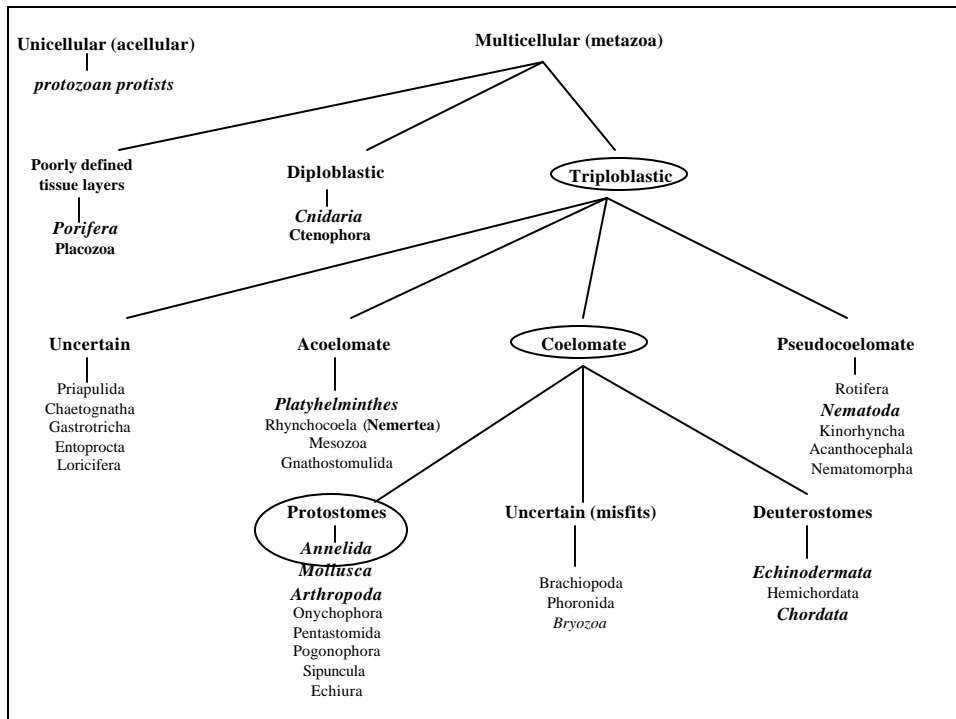 Unicellular (acellular)
protozoan protists
Multicellular (metazoa)
Poorly defined
tissue layers
Porifera
Placozoa
Diploblastic
Cnidaria
Ctenophora
Triploblastic
Uncertain
Priapulida
Chaetognatha
Gastrotricha
Entoprocta
Loricifera
Acoelomate
Platyhelminthes
Rhynchocoela (Nemertea)
Mesozoa
Gnathostomulida
Coelomate
Pseudocoelomate
Rotifera
Nematoda
Kinorhyncha
Acanthocephala
Nematomorpha
Protostomes
Annelida
Mollusca
Arthropoda
Onychophora
Pentastomida
Pogonophora
Sipuncula
Echiura
Uncertain (misfits)
Brachiopoda
Phoronida
Bryozoa
Deuterostomes
Echinodermata
Hemichordata
Chordata